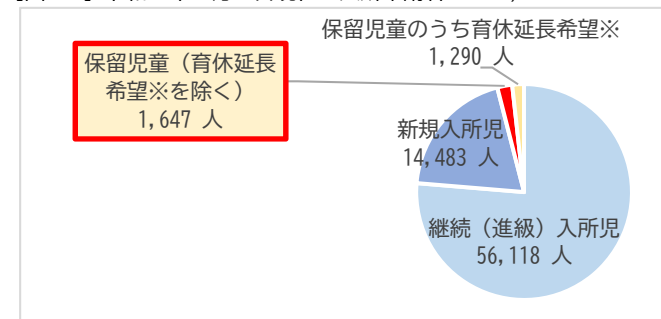 保留児童のうち育休延長希望※
1,290 人
保留児童（育休延長
希望※を除く）
1,647 人
新規入所児
14,483 人
継続（進級）入所児
56,118 人